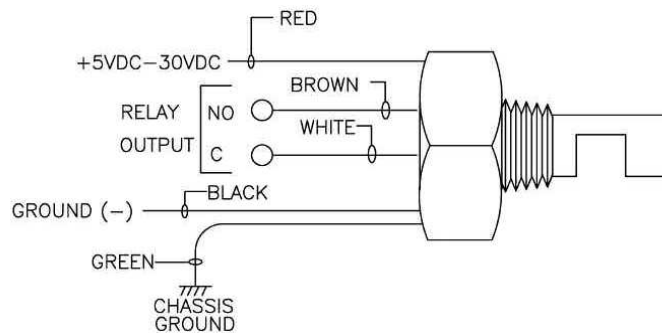 RED
+5VDC-30VDC
BROWN
RELAY
OUTPUT
NO
WHITE
C
BLACK
GROUND (-)
GREEN
CHASSIS
GROUND